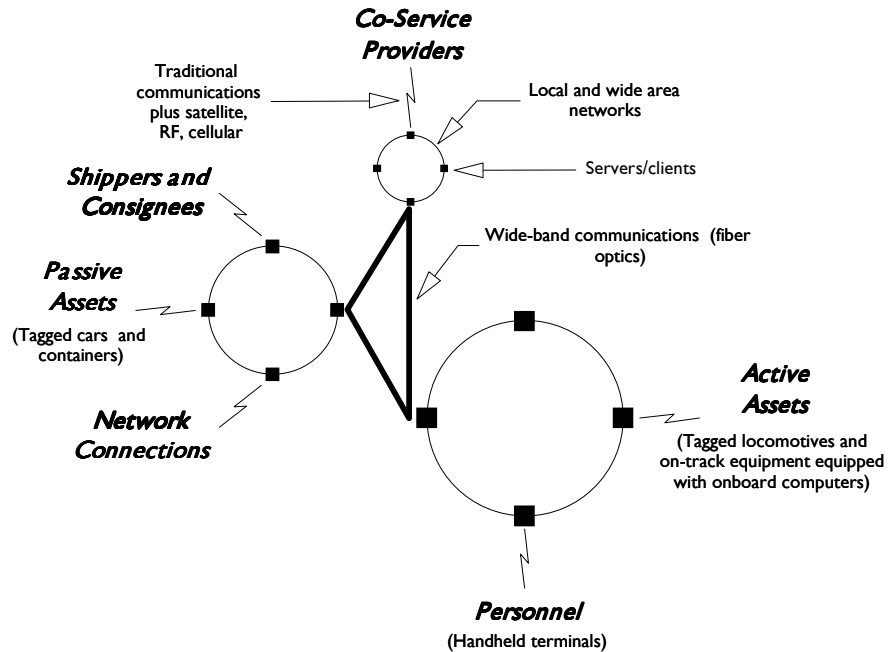 Co-Service
Providers
Traditional
communications
plus satellite,
RF, cellular
Local and wide area
networks
Servers/clients
Shippers and
Consignees
Wide-band communications (fiber
optics)
Passive
Assets
(Tagged cars and
containers)
Network
Connections
Active
Assets
(Tagged locomotives and
on-track equipment equipped
with onboard computers)
Personnel
(Handheld terminals)